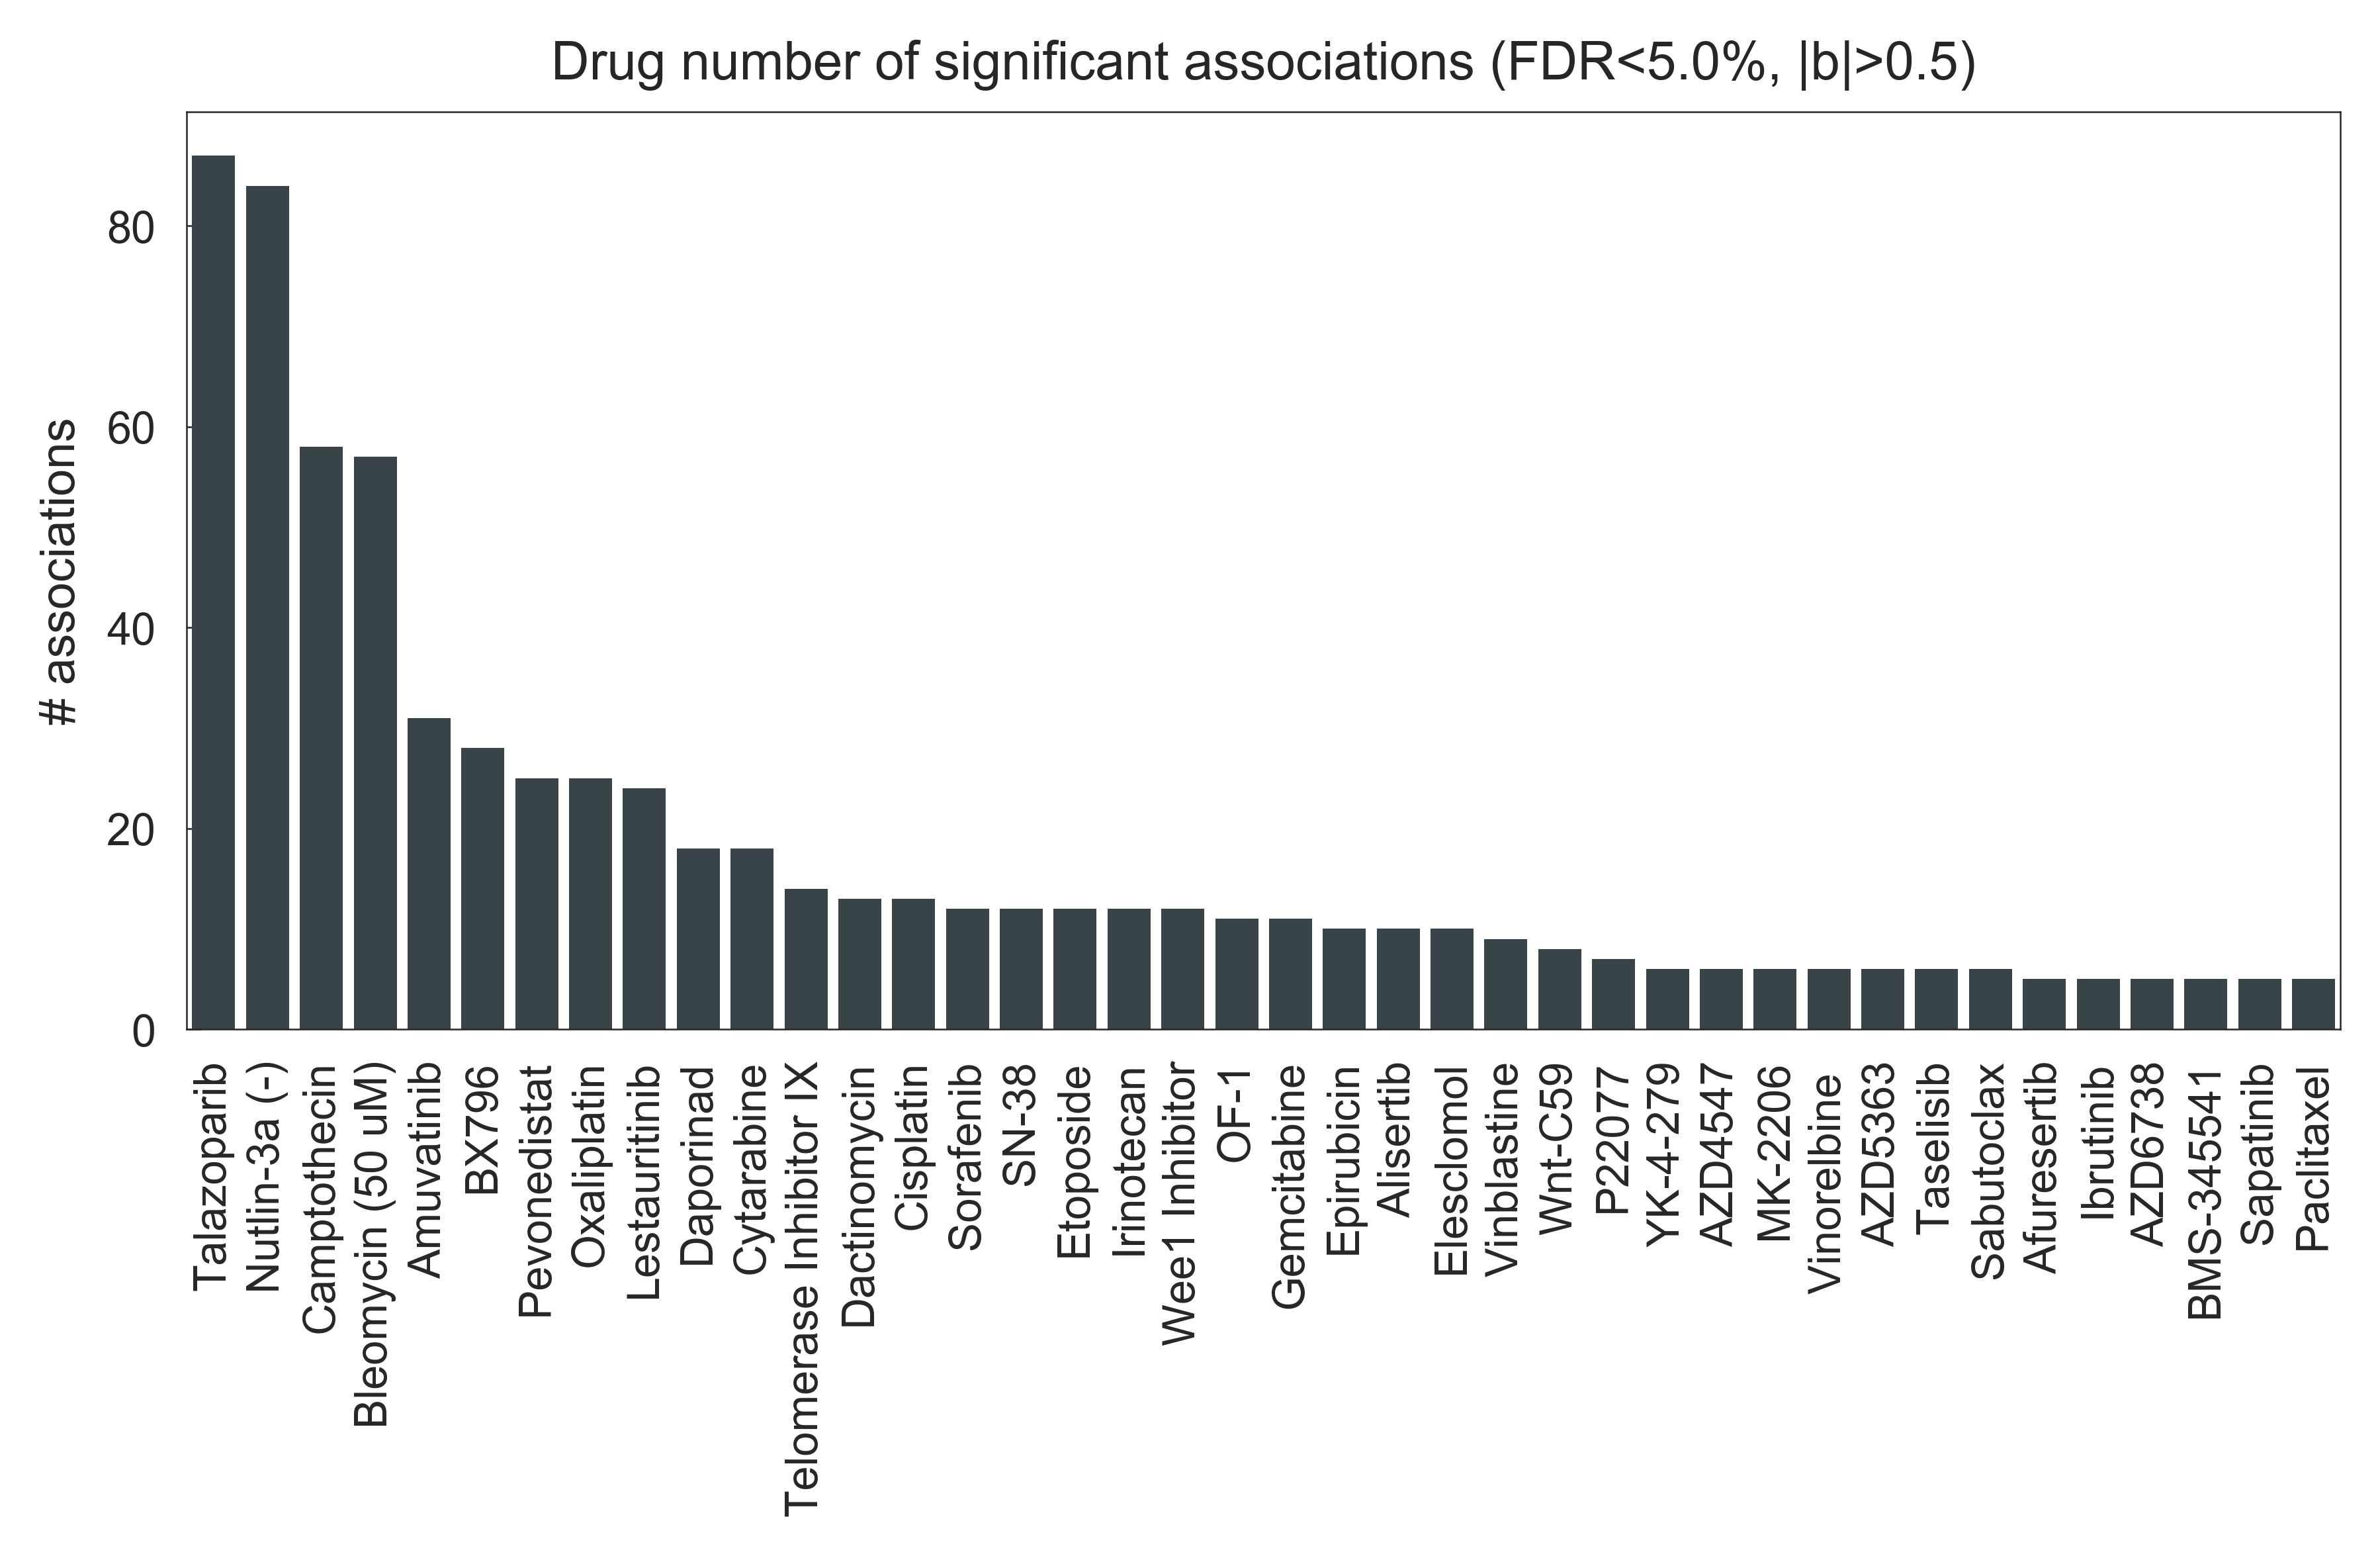 Drug number of significant associations (FDR<5.0%, |b|>0.5)
# associations
80
60
40
20
0
Talazoparib
Nutlin-3a (-)
Camptothecin
Bleomycin (50 uM)
Amuvatinib
BX796
Pevonedistat
Oxaliplatin
Lestauritinib
Daporinad
Cytarabine
Telomerase Inhibitor IX
Dactinomycin
Cisplatin
Sorafenib
SN-38
Etoposide
Irinotecan
Wee1 Inhibitor
OF-1
Gemcitabine
Epirubicin
Alisertib
Elesclomol
Vinblastine
Wnt-C59
P22077
YK-4-279
AZD4547
MK-2206
Vinorelbine
AZD5363
Taselisib
Sabutoclax
Afuresertib
Ibrutinib
AZD6738
BMS-345541
Sapatinib
Paclitaxel